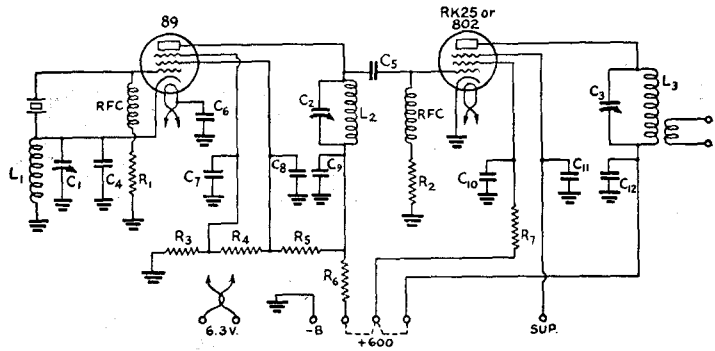 89
RK25 or
802
RFC
C6
C5
C2
L2
RFC
C3
L3
L1
C1
C4
R1
C7
C8
C9
R2
C10
C11
C12
R3
R4
R5
R6
R7
6.3V.
-B
+600
SUP.